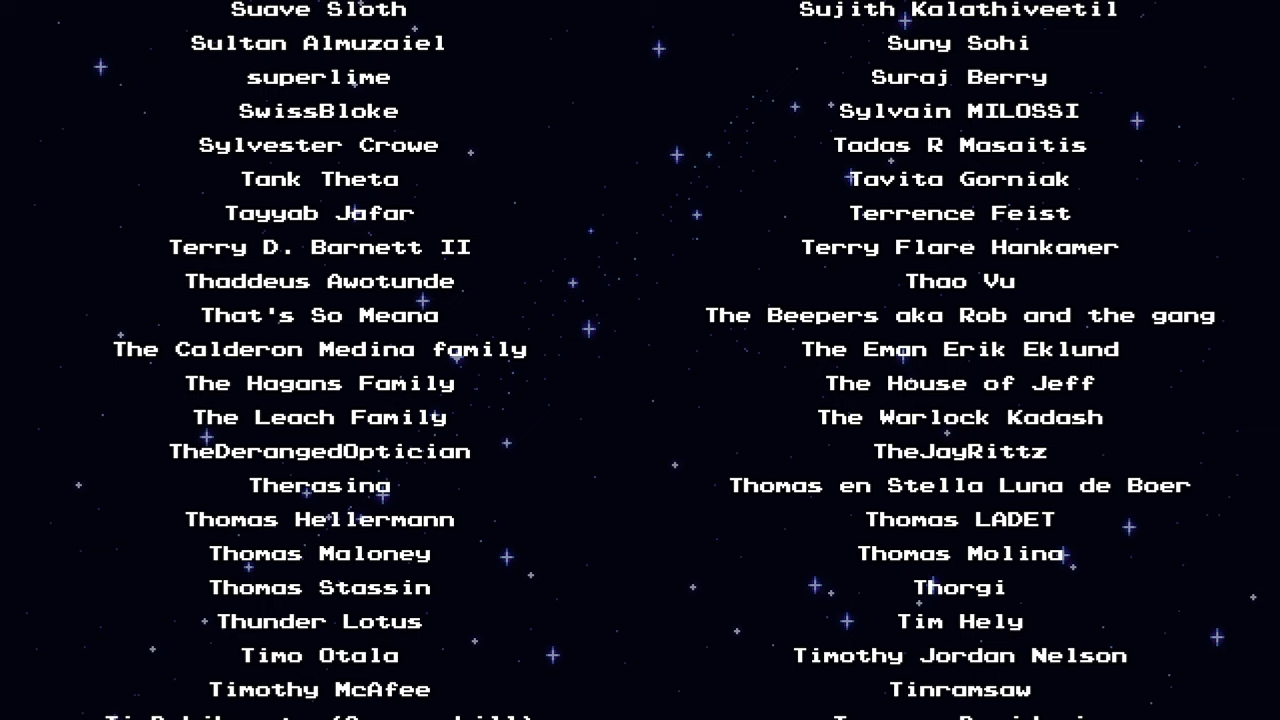 Suave Sloth
Sujith Kalathiveetil
Sultan Almuzaiel
Suny Sohi
superlime
Suraj Berry
SwissBloke
Sylvain MILOSSI
Sylvester Crowe
Tadas R Masaitis
Tank Theta
Tavita Gorniak
Tayyab Jafar
Terrence Feist
Terry D. Barnett II
Terry Flare Hankamer
Thaddeus Awotunde
Thao Vu
That's So Meana
The Beepers aka Rob and the gang
The Calderon Medina family
The Eman Erik Eklund
The Hagans Family
The House of Jeff
The Leach Family
The Warlock Kadash
TheDerangedOptician
TheJayRittz
Therasing
Thomas en Stella Luna de Boer
Thomas Hellermann
Thomas LADET
Thomas Maloney
Thomas Molina
Thomas Stassin
Thorgi
Thunder Lotus
Tim Hely
Timo Otala
Timothy Jordan Nelson
Timothy McAfee
Tinramsaw